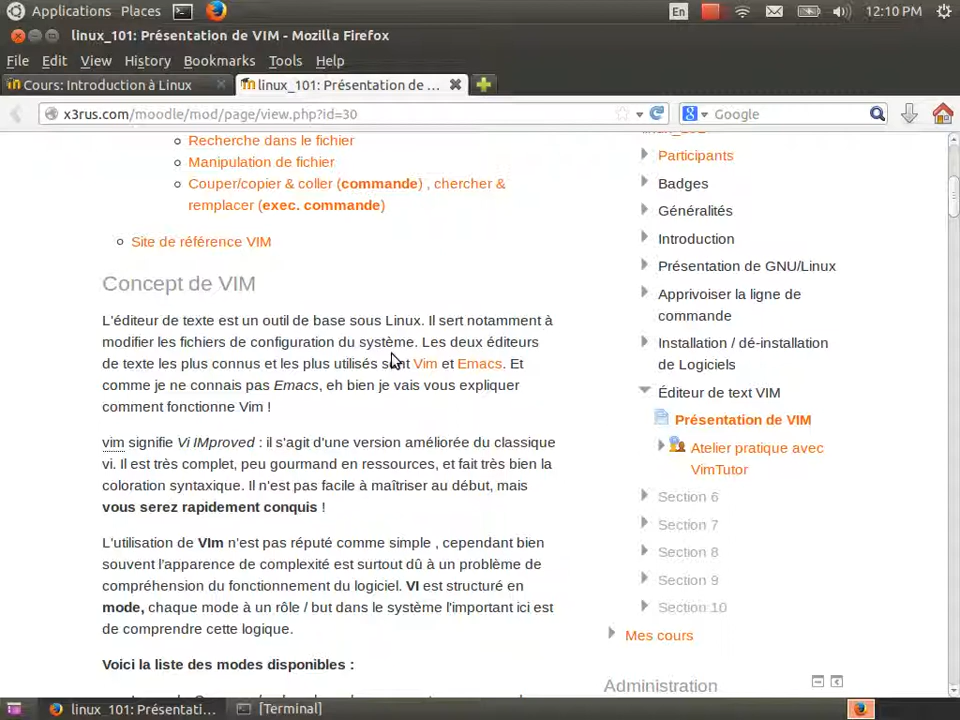 Applications Places En 12:10 PM
linux_101: Présentation de VIM - Mozilla Firefox
File Edit View History Bookmarks Tools Help
Cours: Introduction à Linux linux_101: Présentation de ...
x3rus.com/moodle/mod/page/view.php?id=30 Google
Recherche dans le fichier
Manipulation de fichier
Couper/copier & coller (commande) , chercher &
remplacer (exec. commande)
Site de référence VIM
Concept de VIM
L'éditeur de texte est un outil de base sous Linux. Il sert notamment à
modifier les fichiers de configuration du système. Les deux éditeurs
de texte les plus connus et les plus utilisés sont Vim et Emacs. Et
comme je ne connais pas Emacs, eh bien je vais vous expliquer
comment fonctionne Vim !
vim signifie Vi IMproved : il s'agit d'une version améliorée du classique
vi. Il est très complet, peu gourmand en ressources, et fait très bien la
coloration syntaxique. Il n'est pas facile à maîtriser au début, mais
vous serez rapidement conquis !
L'utilisation de VIm n'est pas réputé comme simple , cependant bien
souvent l'apparence de complexité est surtout dû à un problème de
compréhension du fonctionnement du logiciel. VI est structuré en
mode, chaque mode à un rôle / but dans le système l'important ici est
de comprendre cette logique.
Voici la liste des modes disponibles :
Participants
Badges
Généralités
Introduction
Présentation de GNU/Linux
Apprivoiser la ligne de
commande
Installation / dé-installation
de Logiciels
Éditeur de text VIM
Présentation de VIM
Atelier pratique avec
VimTutor
Section 6
Section 7
Section 8
Section 9
Section 10
Mes cours
Administration
linux_101: Présentati... [Terminal]